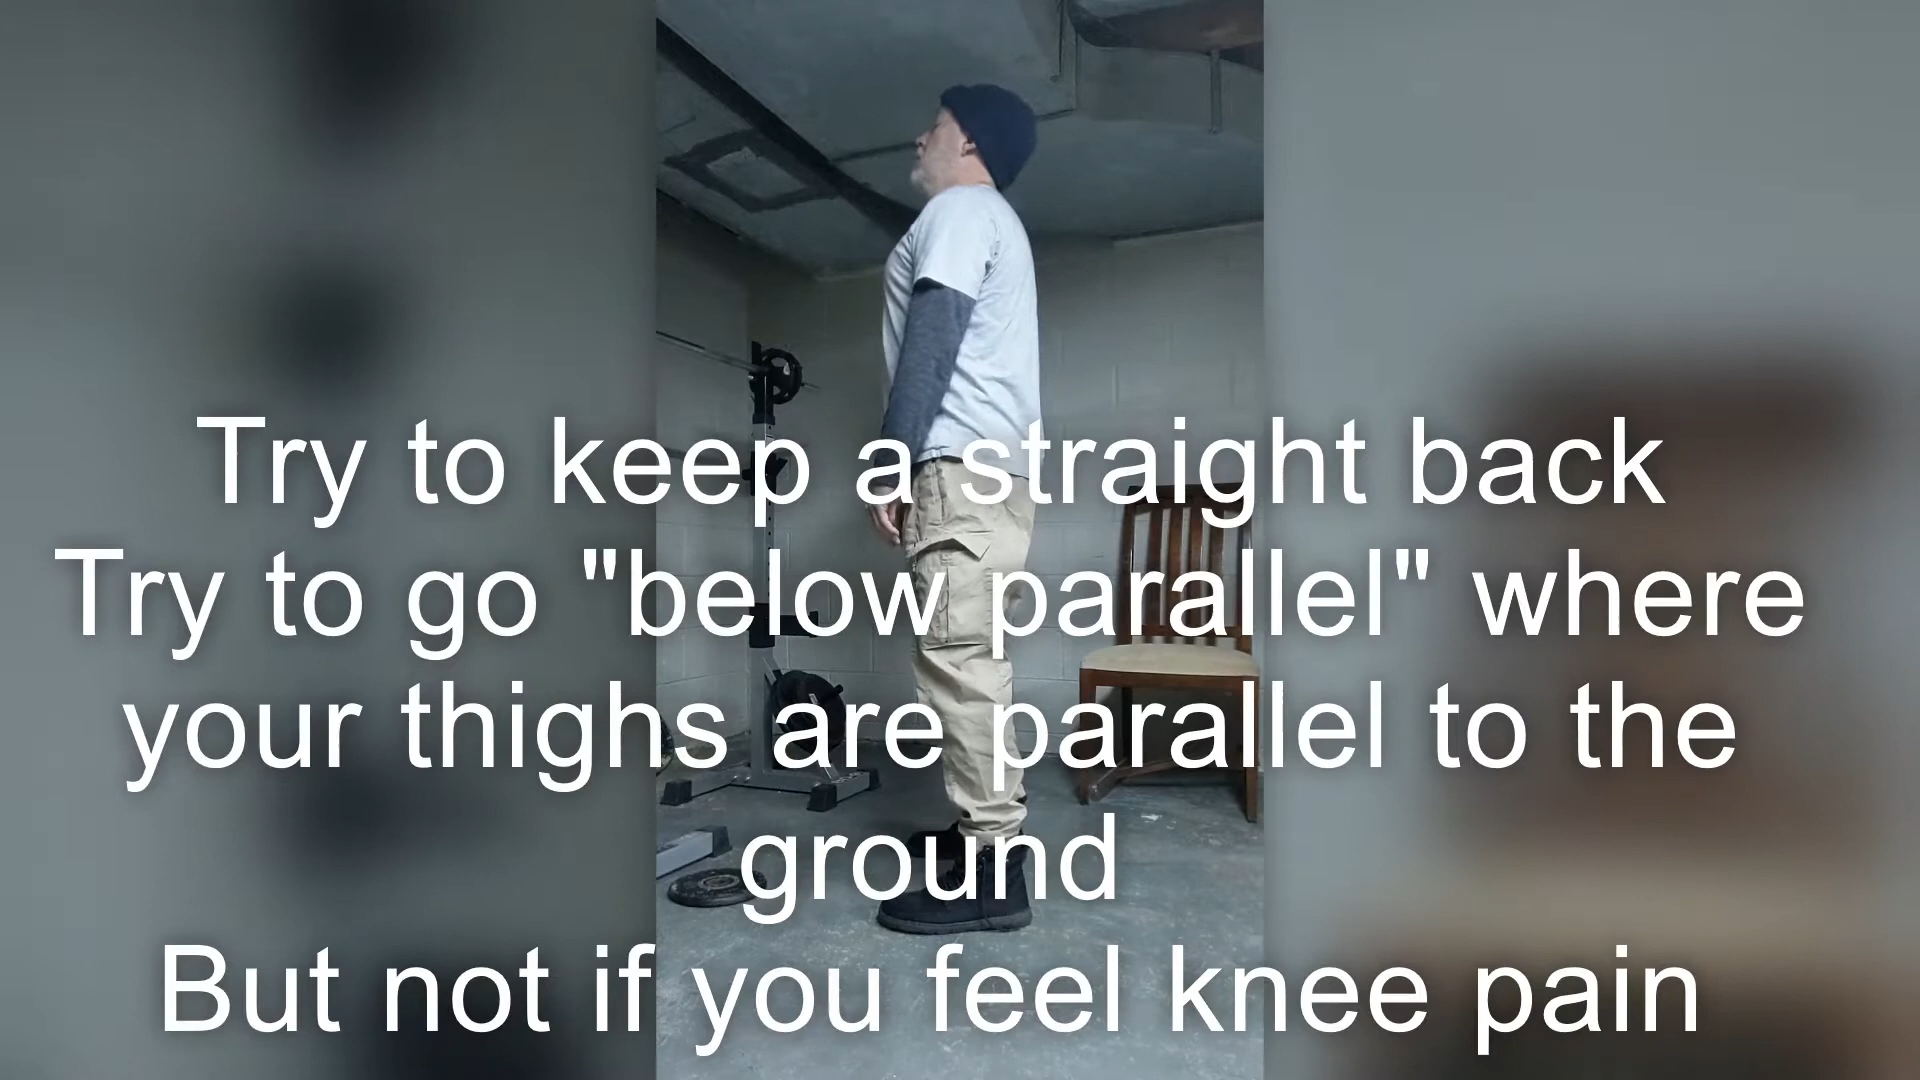 Try to keep a straight back
Try to go "below parallel" where
your thighs are parallel to the
ground
But not if you feel knee pain